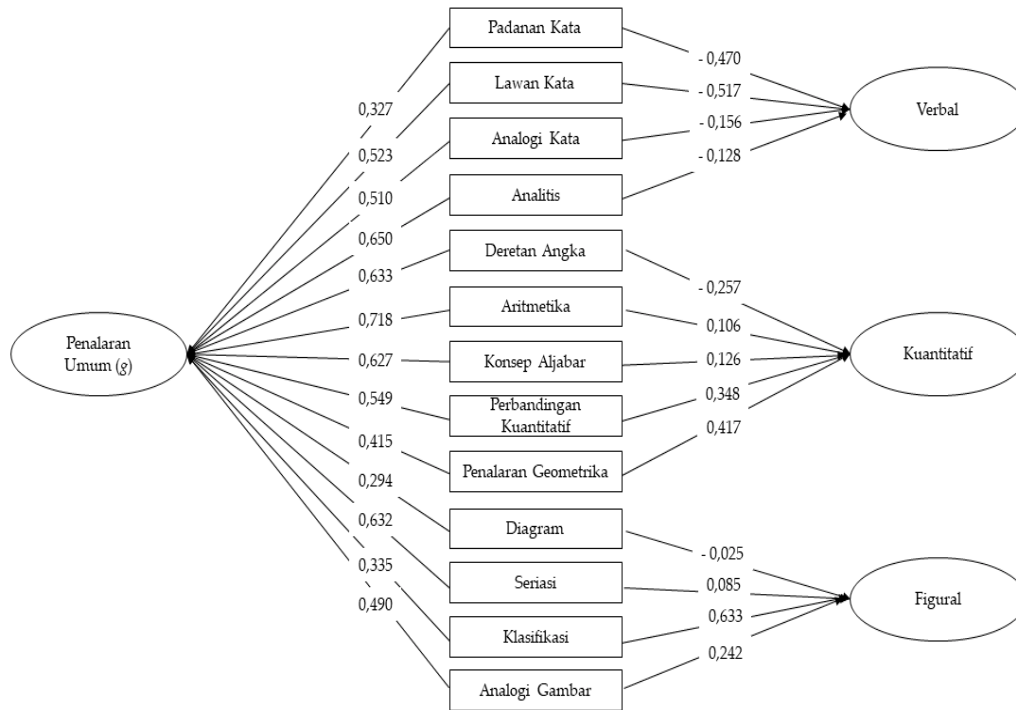 Padanan Kata
- 0,470
Lawan Kata
- 0,517
Verbal
0,327
Analogi Kata
- 0,156
0,523
- 0,128
0,510
Analitis
0,650
Deretan Angka
0,633
- 0,257
0,718
Aritmetika
0,106
Penalaran
Umum (g)
0,627
Konsep Aljabar
0,126
Kuantitatif
0,549
Perbandingan
Kuantitatif
0,348
0,415
0,417
Penalaran Geometrika
0,294
0,632
Diagram
- 0,025
0,335
Seriasi
0,085
Figural
0,490
0,633
Klasifikasi
0,242
Analogi Gambar